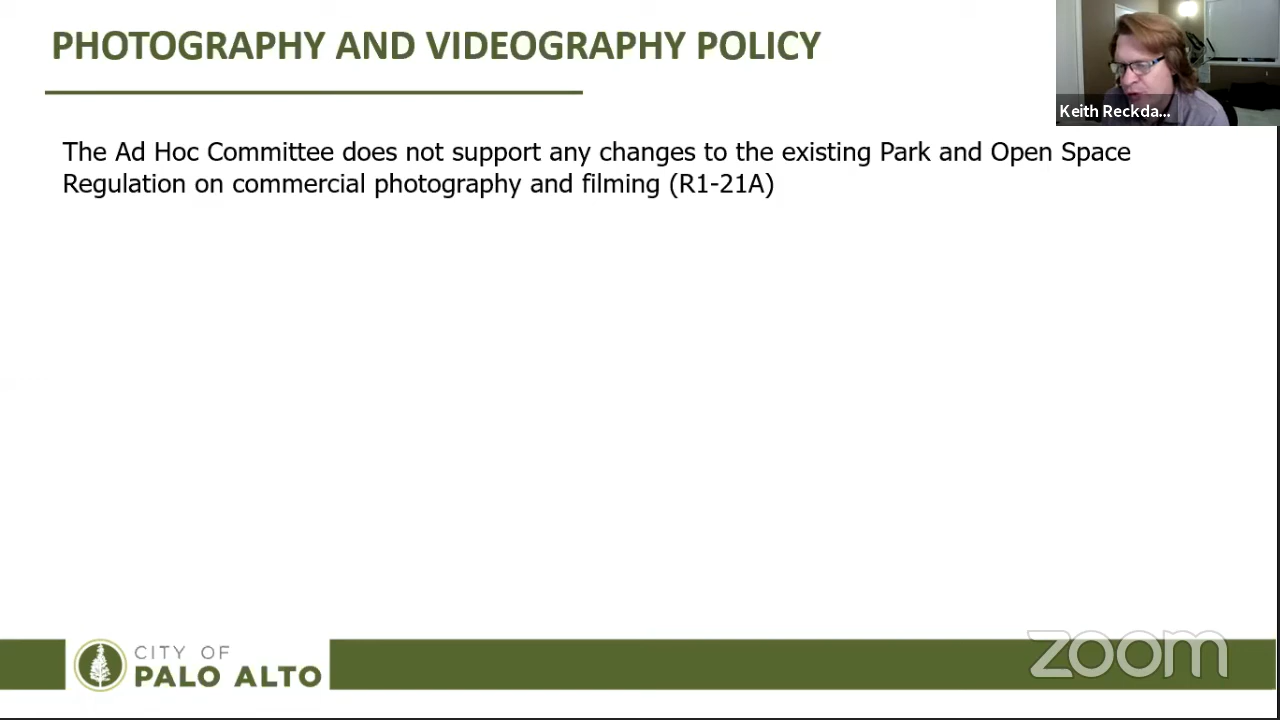 PHOTOGRAPHY AND VIDEOGRAPHY POLICY
Keith Reckda...
The Ad Hoc Committee does not support any changes to the existing Park and Open Space
Regulation on commercial photography and filming (R1-21A)
CITY OF
PALO ALTO
zoom